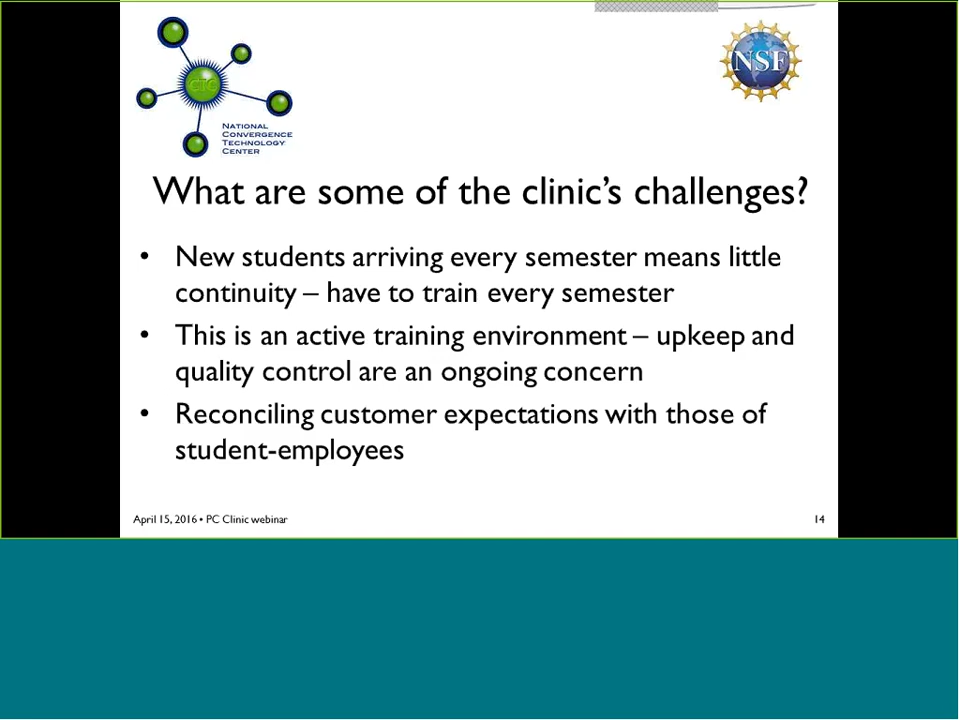 CTC
NSF
NATIONAL
CONVERGENCE
TECHNOLOGY
CENTER
What are some of the clinic's challenges?
• New students arriving every semester means little
continuity – have to train every semester
• This is an active training environment – upkeep and
quality control are an ongoing concern
• Reconciling customer expectations with those of
student-employees
April 15, 2016 • PC Clinic webinar
14